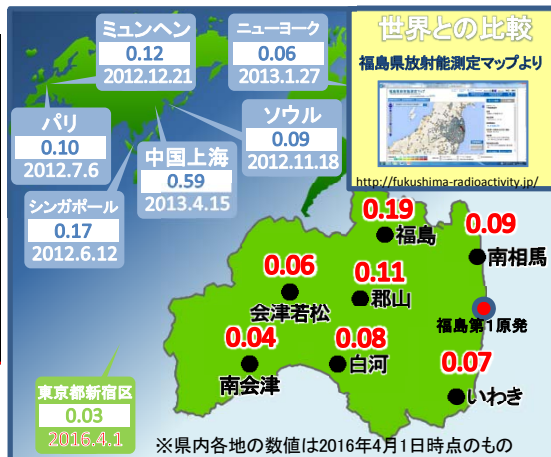 世界との比較
福島県放射能測定マップより
http://fukushima-radioactivity.jp/
ミュンヘン
0.12
2012.12.21
ニューヨーク
0.06
2013.1.27
パリ
0.10
2012.7.6
中国上海
0.59
2013.4.15
ソウル
0.09
2012.11.18
シンガポール
0.17
2012.6.12
0.19
福島
0.09
南相馬
0.06
会津若松
0.11
郡山
福島第1原発
0.04
南会津
0.08
白河
0.07
いわき
東京都新宿区
0.03
2016.4.1
※県内各地の数値は2016年4月1日時点のもの